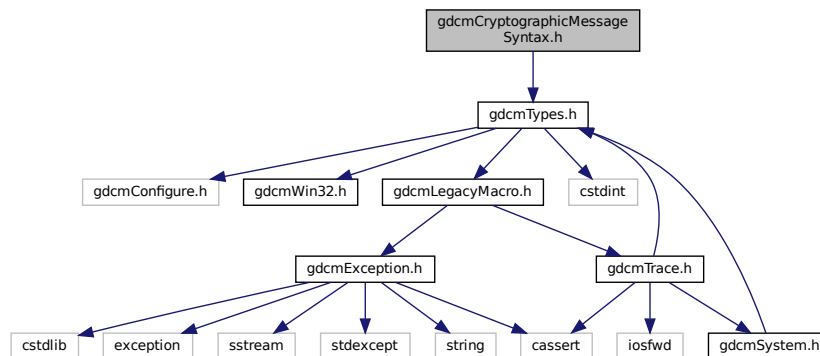 gdcmCryptographicMessage
Syntax.h
gdcmTypes.h
gdcmConfigure.h
gdcmWin32.h
gdcmLegacyMacro.h
cstdint
gdcmException.h
gdcmTrace.h
cstdlib
exception
sstream
stdexcept
string
cassert
iosfwd
gdcmSystem.h